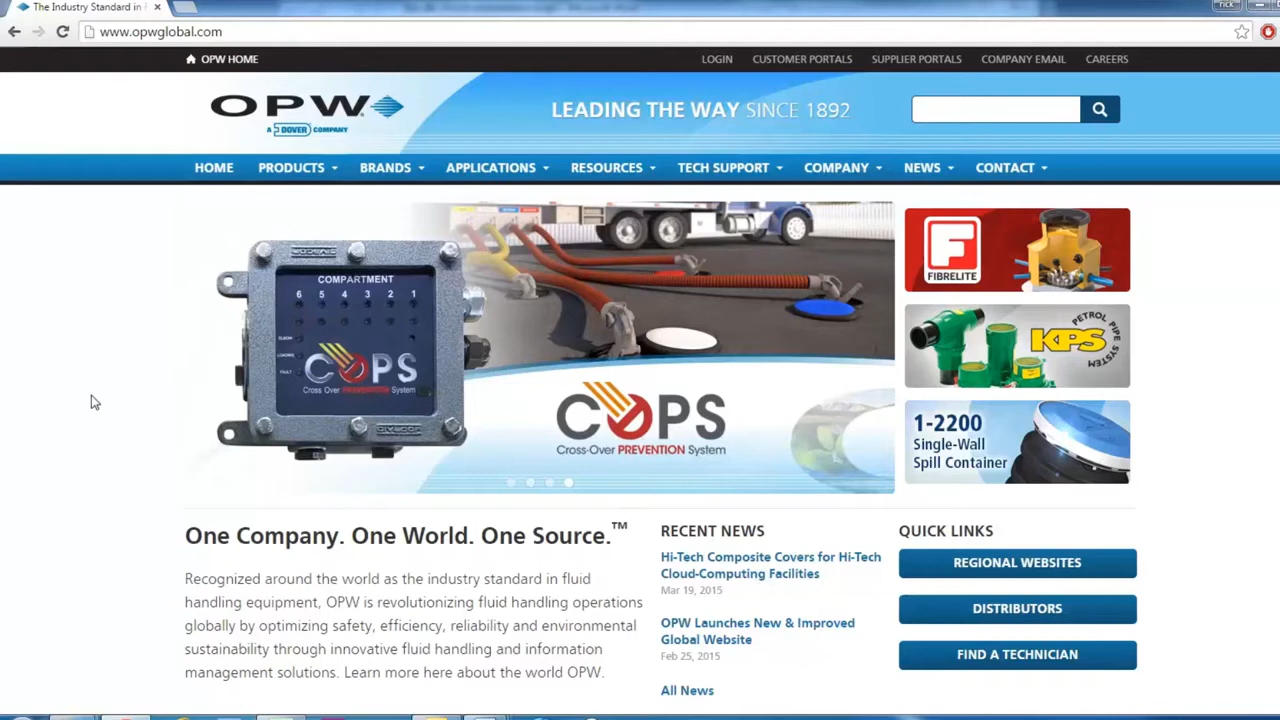 The Industry Standard in
rick
www.opwglobal.com
OPW HOME
LOGIN CUSTOMER PORTALS SUPPLIER PORTALS COMPANY EMAIL CAREERS
OPW
A DOVER COMPANY
LEADING THE WAY SINCE 1892
HOME PRODUCTS BRANDS APPLICATIONS RESOURCES TECH SUPPORT COMPANY NEWS CONTACT
COMPARTMENT
6 5 4 3 2 1
ELBOW
LOADING
FAULT
COPS
Cross Over PREVENTION System
COPS
Cross-Over PREVENTION System
F
FIBRELITE
KPS
PETROL PIPE SYSTEM
1-2200
Single-Wall
Spill Container
One Company. One World. One Source.™
Recognized around the world as the industry standard in fluid
handling equipment, OPW is revolutionizing fluid handling operations
globally by optimizing safety, efficiency, reliability and environmental
sustainability through innovative fluid handling and information
management solutions. Learn more here about the world OPW.
RECENT NEWS
Hi-Tech Composite Covers for Hi-Tech
Cloud-Computing Facilities
Mar 19, 2015
OPW Launches New & Improved
Global Website
Feb 25, 2015
All News
QUICK LINKS
REGIONAL WEBSITES
DISTRIBUTORS
FIND A TECHNICIAN